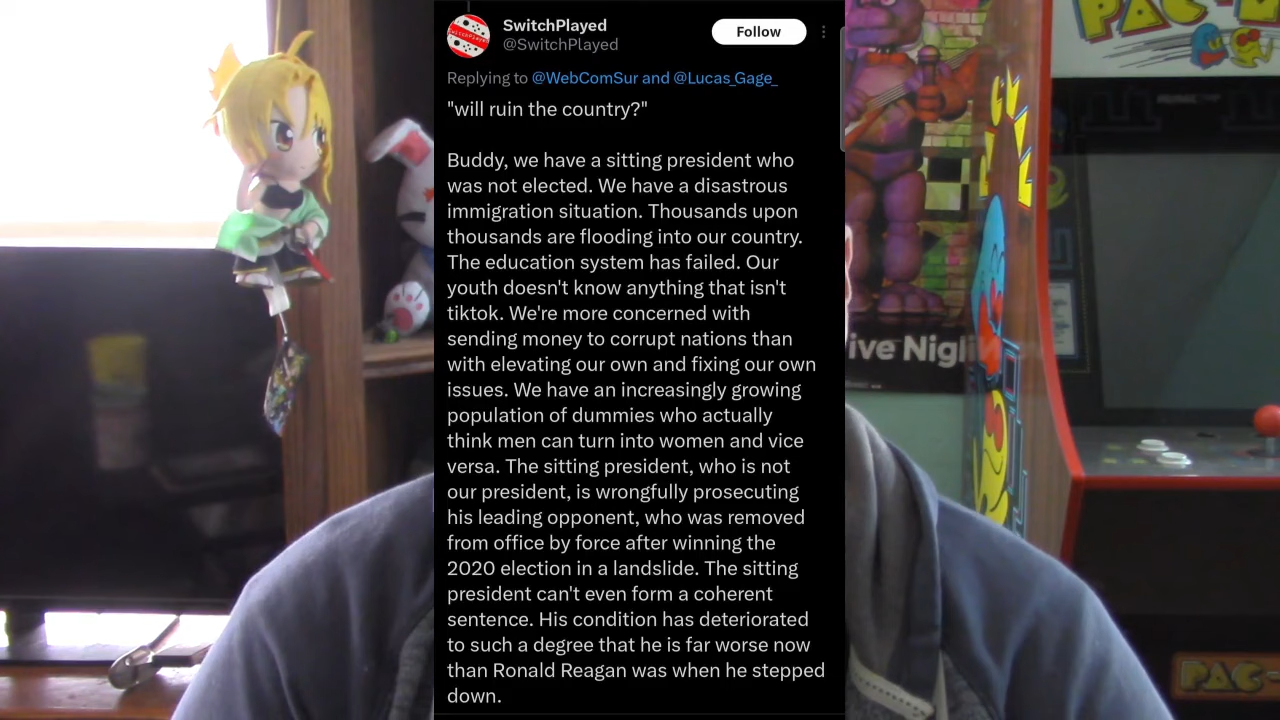 SwitchPlayed
@SwitchPlayed
Follow
Replying to @WebComSur and @Lucas_Gage_
"will ruin the country?"
Buddy, we have a sitting president who
was not elected. We have a disastrous
immigration situation. Thousands upon
thousands are flooding into our country.
The education system has failed. Our
youth doesn't know anything that isn't
tiktok. We're more concerned with
sending money to corrupt nations than
with elevating our own and fixing our own
issues. We have an increasingly growing
population of dummies who actually
think men can turn into women and vice
versa. The sitting president, who is not
our president, is wrongfully prosecuting
his leading opponent, who was removed
from office by force after winning the
2020 election in a landslide. The sitting
president can't even form a coherent
sentence. His condition has deteriorated
to such a degree that he is far worse now
than Ronald Reagan was when he stepped
down.
PAC-M
ive Nig
PAC-